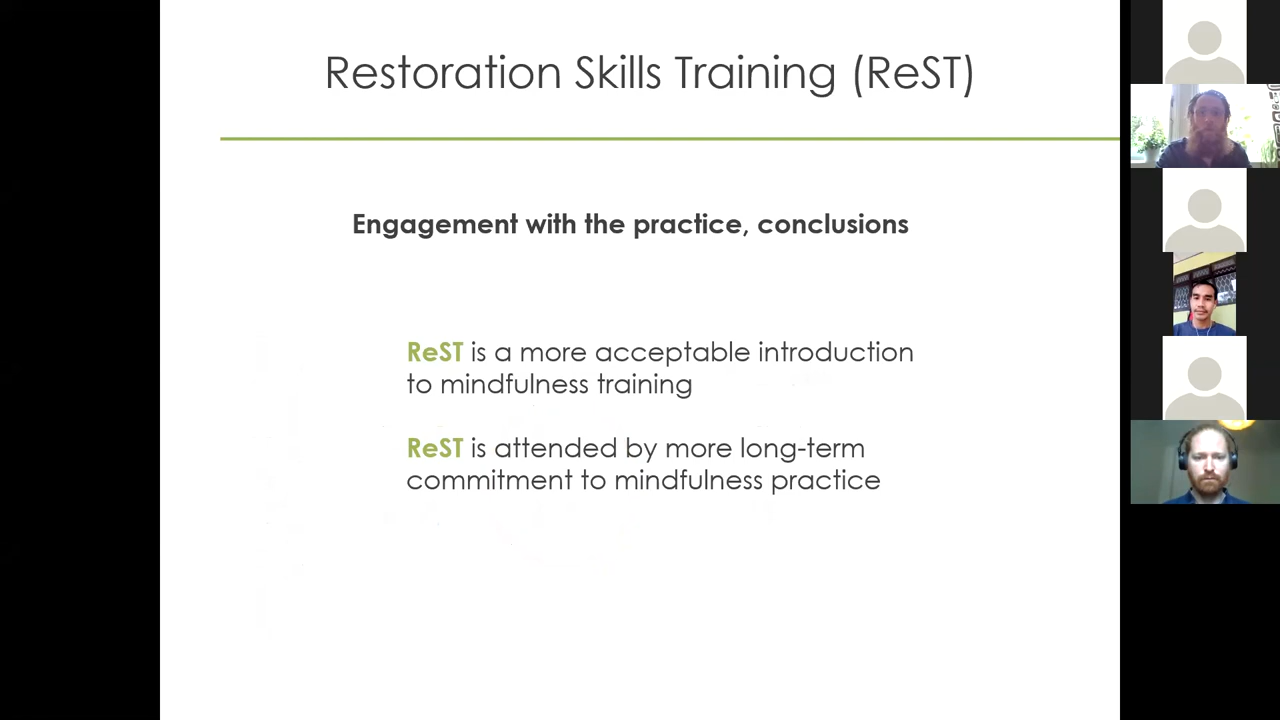 Restoration Skills Training (ReST)
Engagement with the practice, conclusions
ReST is a more acceptable introduction
to mindfulness training
ReST is attended by more long-term
commitment to mindfulness practice